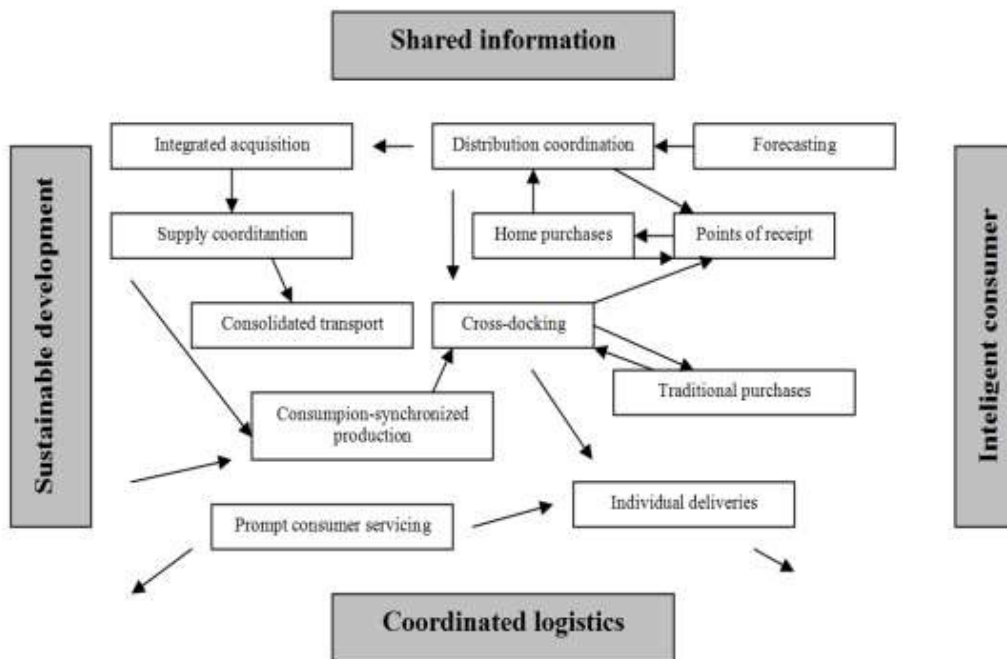 Shared information
Integrated acquisition
Distribution coordination
Forecasting
Supply coorditantion
Home purchases
Points of receipt
Consolidated transport
Cross-docking
Traditional purchases
Consumpion-synchronized
production
Individual deliveries
Prompt consumer servicing
Sustainable development
Inteligent consumer
Coordinated logistics